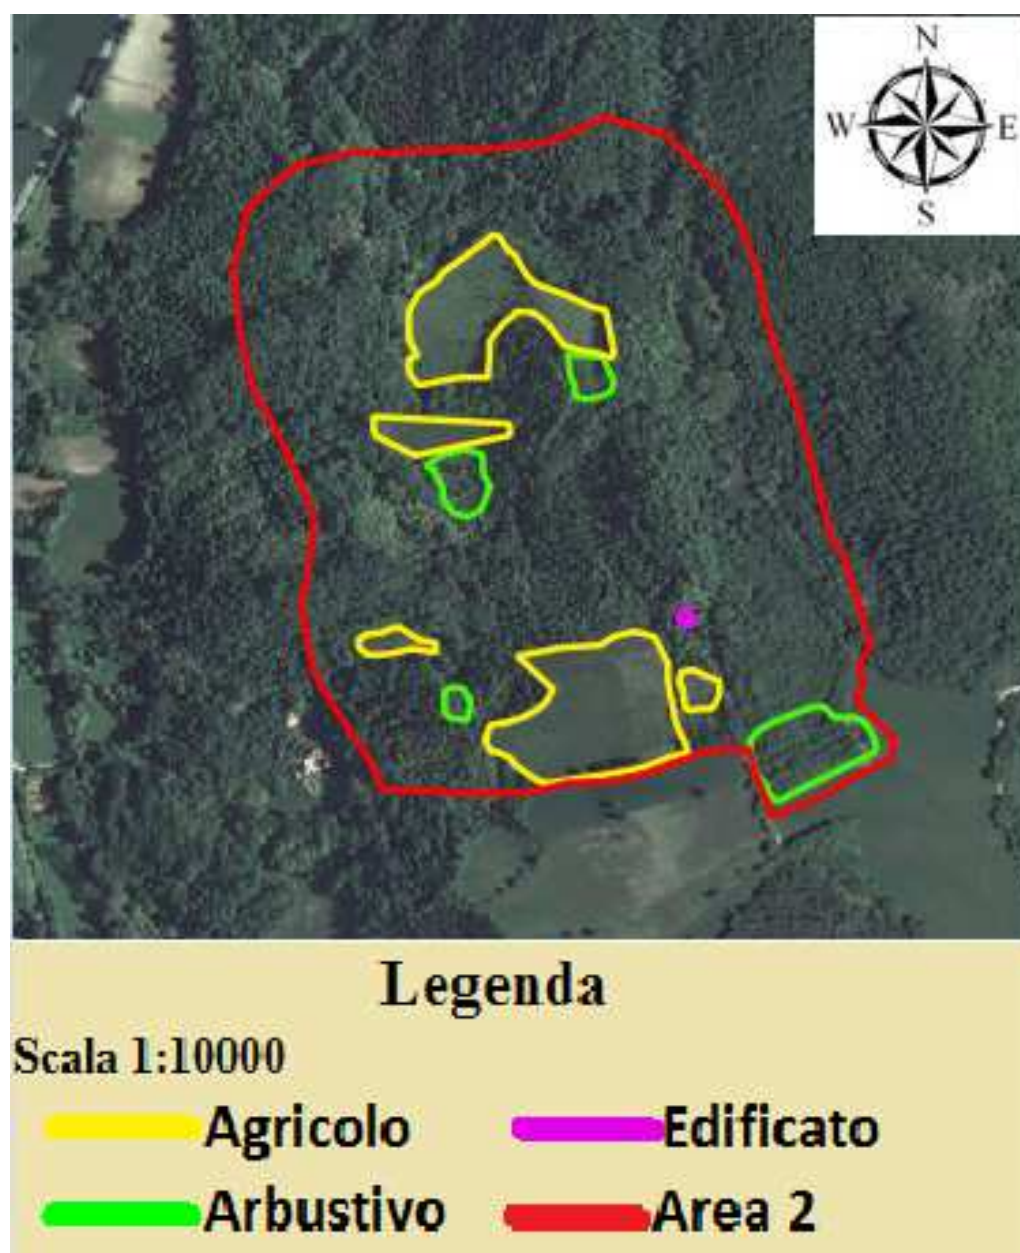 N
W E
S
Legenda
Scala 1:10000
Agricolo Edificato
Arbustivo Area 2